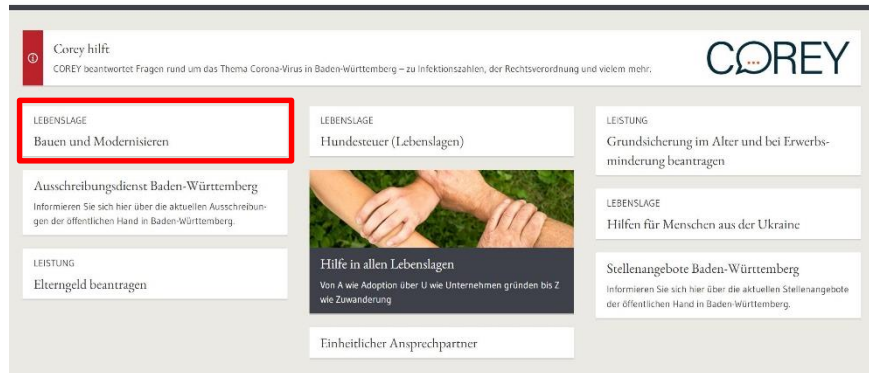 Corey hilft
COREY beantwortet Fragen rund um das Thema Corona-Virus in Baden-Württemberg – zu Infektionszahlen, der Rechtsverordnung und vielem mehr.
COREY
LEBENSLAGE
Bauen und Modernisieren
Ausschreibungsdienst Baden-Württemberg
Informieren Sie sich hier über die aktuellen Ausschreibun-
gen der öffentlichen Hand in Baden-Württemberg.
LEISTUNG
Elterngeld beantragen
LEBENSLAGE
Hundesteuer (Lebenslagen)
Hilfe in allen Lebenslagen
Von A wie Adoption über U wie Unternehmen gründen bis Z
wie Zuwanderung
Einheitlicher Ansprechpartner
LEISTUNG
Grundsicherung im Alter und bei Erwerbs-
minderung beantragen
LEBENSLAGE
Hilfen für Menschen aus der Ukraine
Stellenangebote Baden-Württemberg
Informieren Sie sich hier über die aktuellen Stellenangebote
der öffentlichen Hand in Baden-Württemberg.